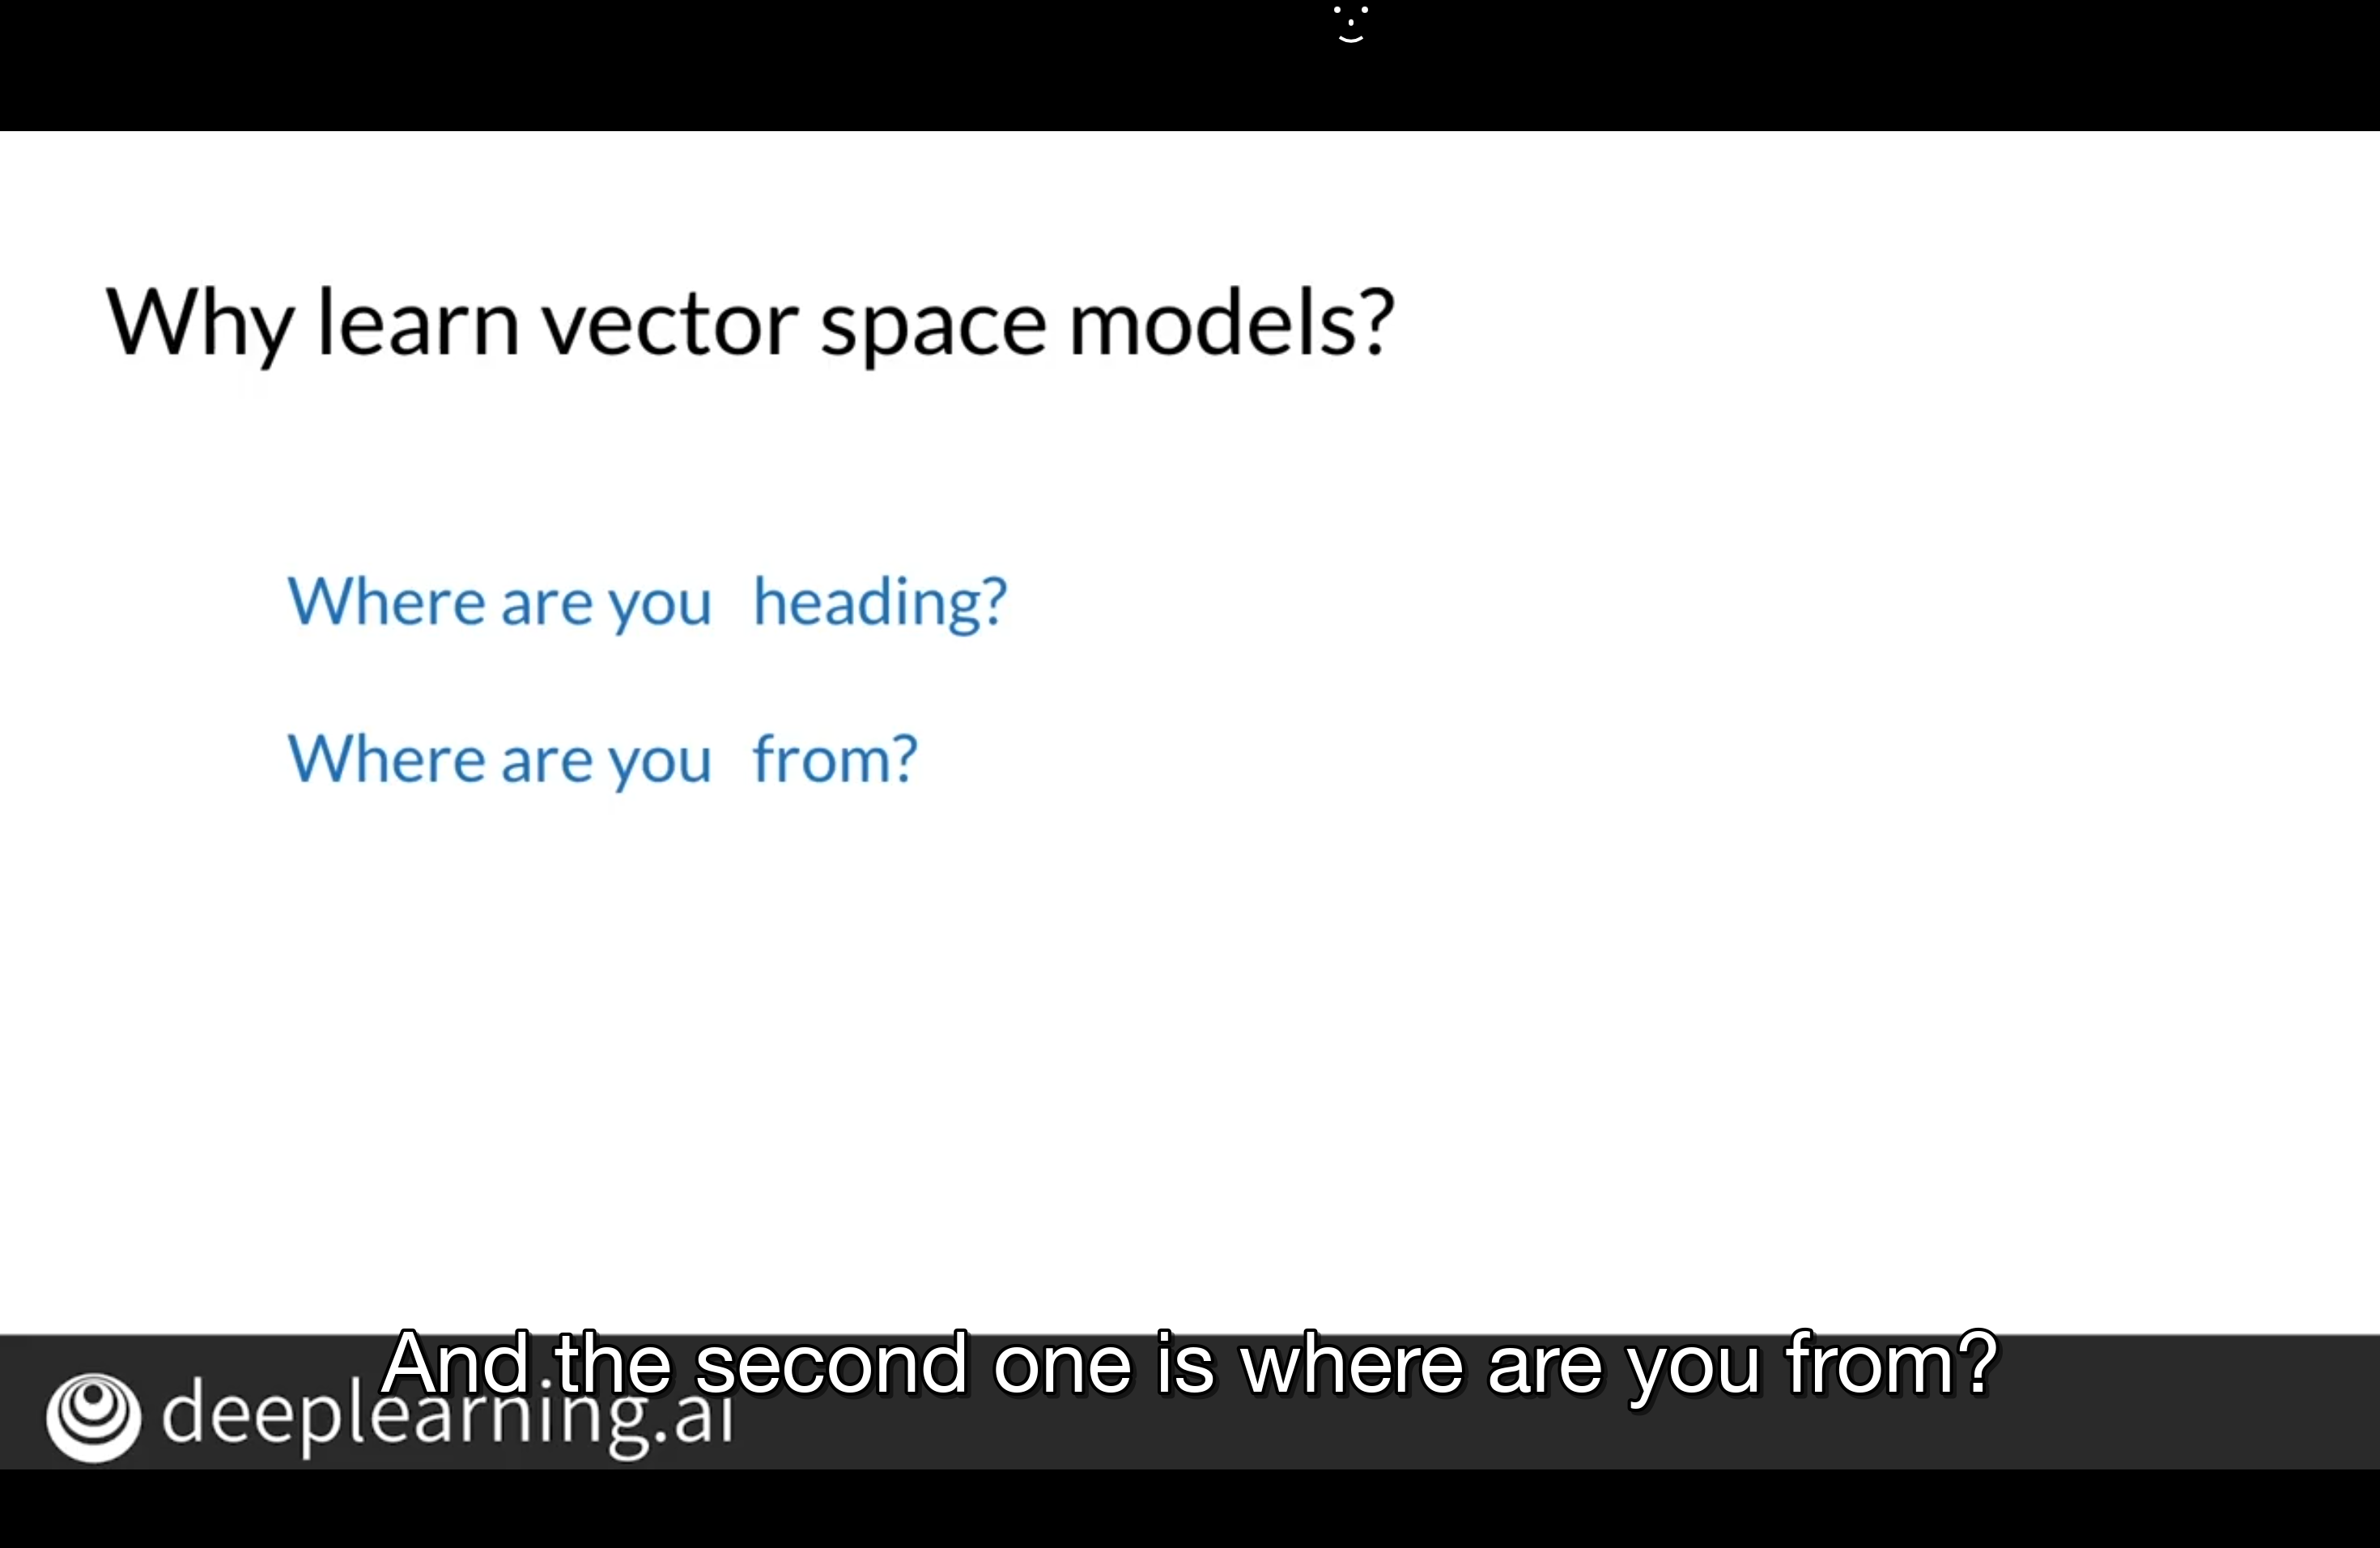 Why learn vector space models?
Where are you heading?
Where are you from?
And the second one is where are you from?
deeplearning.ai